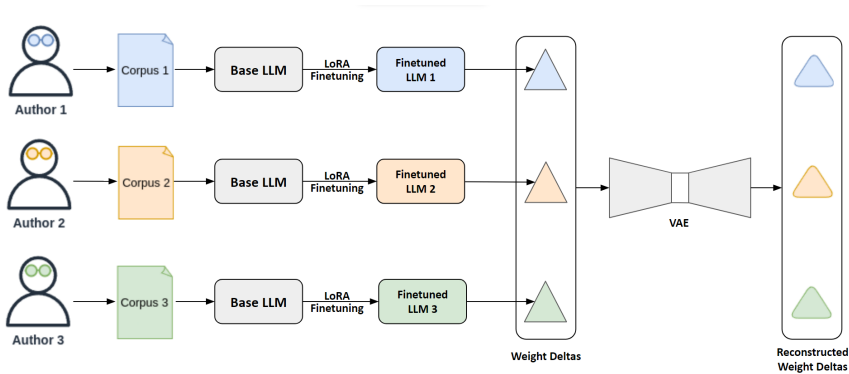 Author 1
Corpus 1
Base LLM
LoRA
Finetuning
Finetuned
LLM 1
Author 2
Corpus 2
Base LLM
LoRA
Finetuning
Finetuned
LLM 2
Author 3
Corpus 3
Base LLM
LoRA
Finetuning
Finetuned
LLM 3
Weight Deltas
VAE
Reconstructed
Weight Deltas